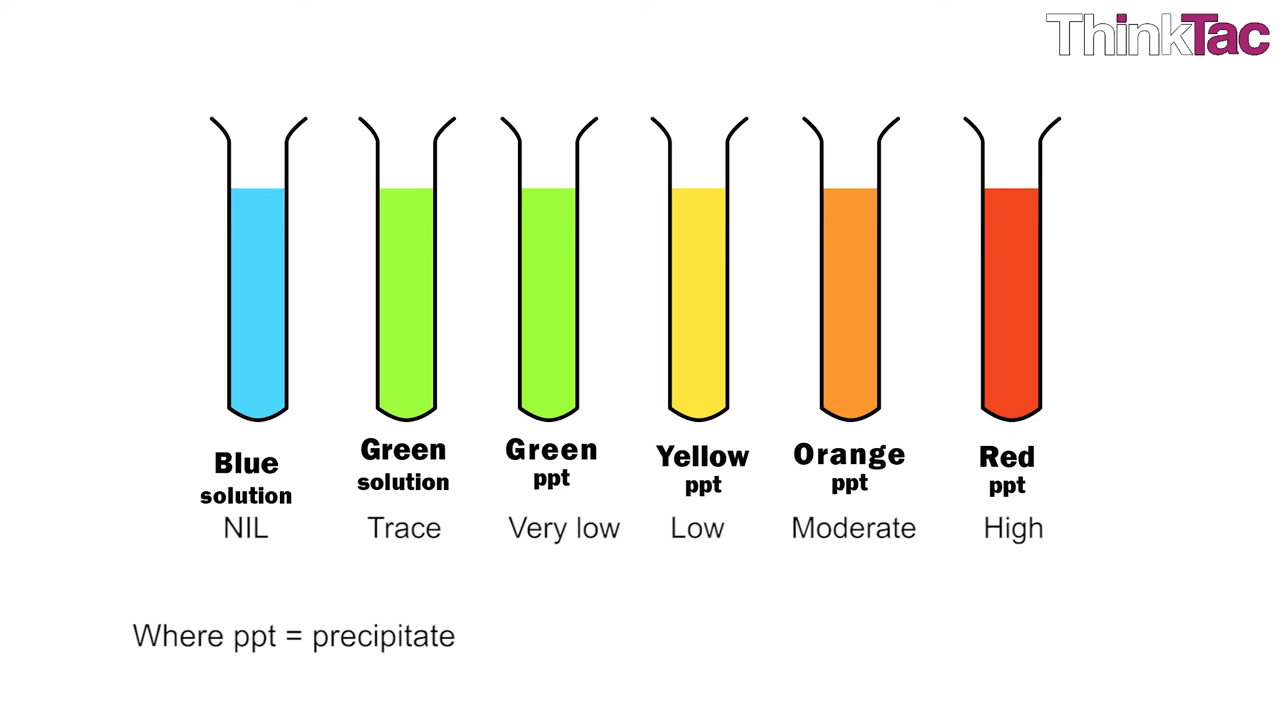 ThinkTac
Blue
solution
NIL
Green
solution
Trace
Green
ppt
Very low
Yellow
ppt
Low
Orange
ppt
Moderate
Red
ppt
High
Where ppt = precipitate